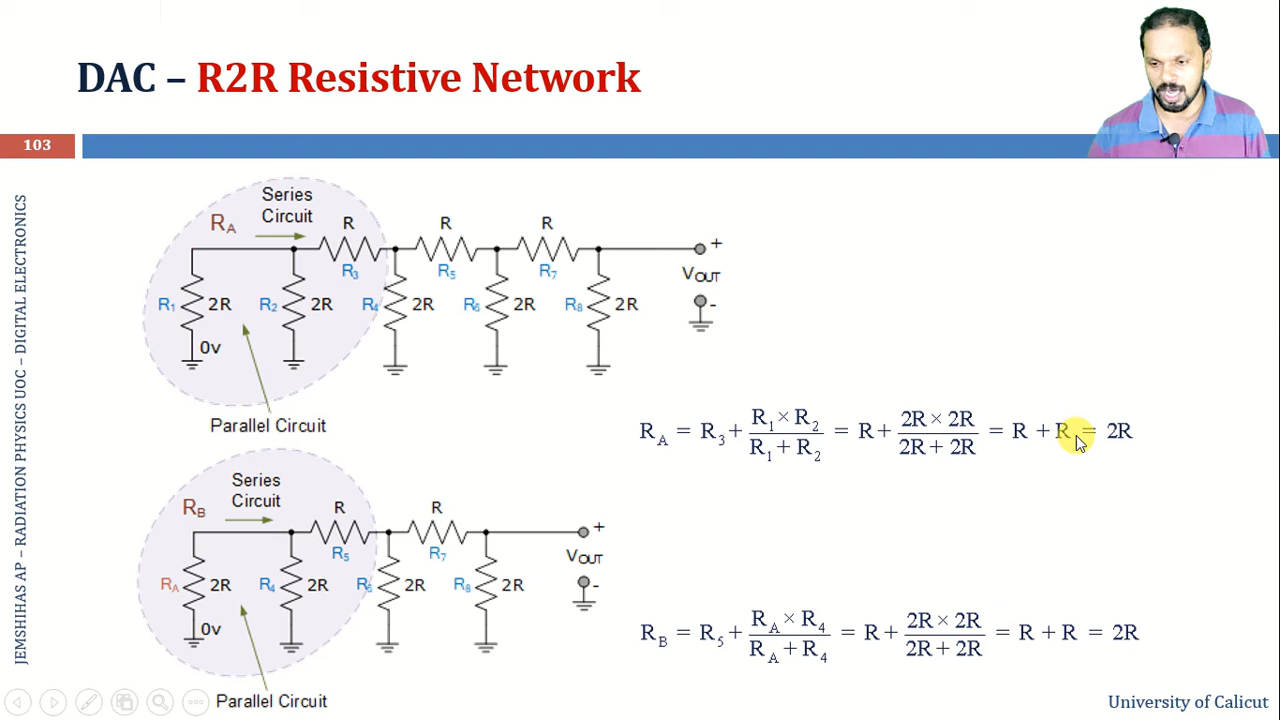 DAC – R2R Resistive Network
103
JEMSHIHAS AP – RADIATION PHYSICS UOC – DIGITAL ELECTRONICS
Series
Circuit
R_A
R R R
R₃ R₅ R₇ V_OUT + -
R₁ 2R R₂ 2R R₄ 2R R₆ 2R R₈ 2R
0v
Parallel Circuit
R_A = R₃ + (R₁ × R₂)/(R₁ + R₂) = R + (2R × 2R)/(2R + 2R) = R + R = 2R
Series
Circuit
R_B
R R
R₅ R₇ V_OUT + -
R_A 2R R₄ 2R R₆ 2R R₈ 2R
0v
Parallel Circuit
R_B = R₅ + (R_A × R₄)/(R_A + R₄) = R + (2R × 2R)/(2R + 2R) = R + R = 2R
University of Calicut